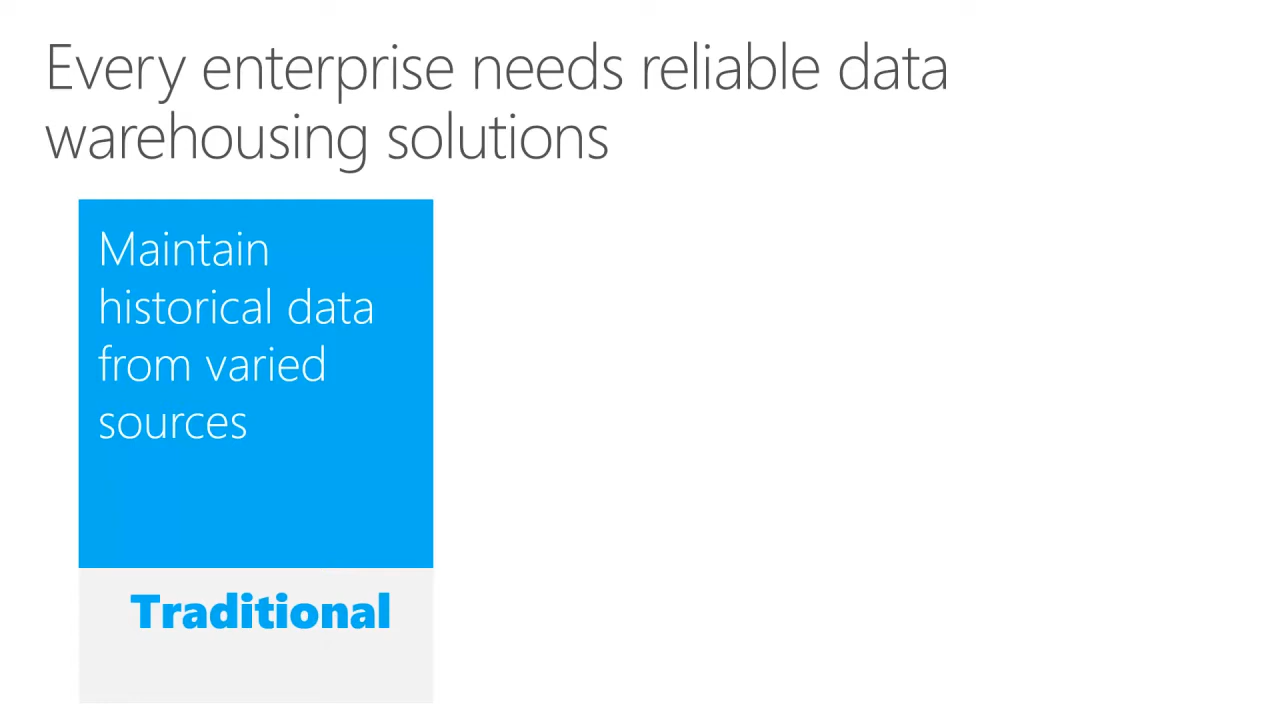 Every enterprise needs reliable data
warehousing solutions
Maintain
historical data
from varied
sources
Traditional